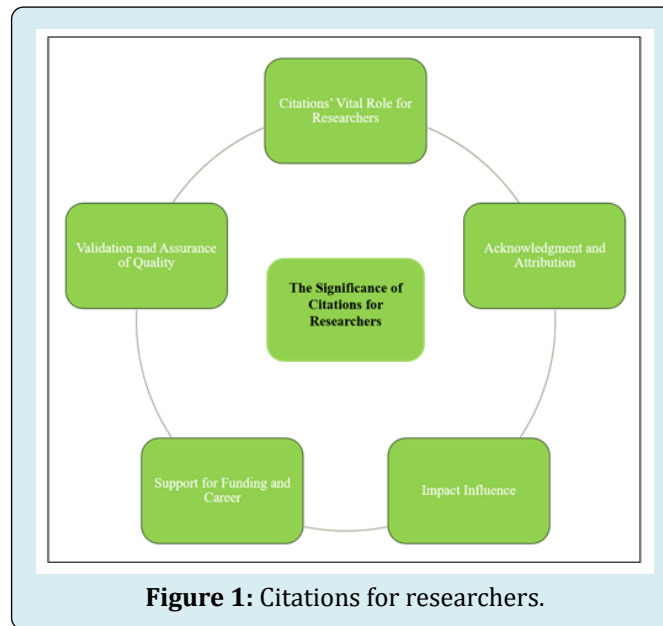 Citations' Vital Role for
Researchers
Validation and Assurance
of Quality
Acknowledgment and
Attribution
The Significance of
Citations for
Researchers
Support for Funding and
Career
Impact Influence
Figure 1: Citations for researchers.